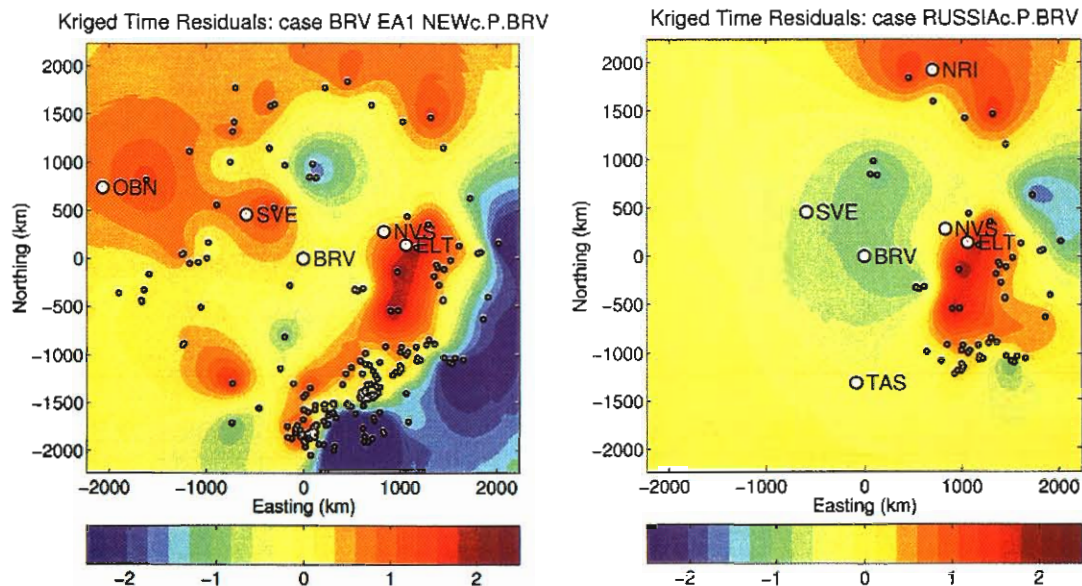 Kriged Time Residuals: case BRV EA1 NEWc.P.BRV
2000
1500
1000
500
0
−500
−1000
−1500
−2000
Northing (km)
OBN
SVE
NVS
ELT
BRV
−2000 −1000 0 1000 2000
Easting (km)
−2 −1 0 1 2
Kriged Time Residuals: case RUSSIAc.P.BRV
2000
1500
1000
500
0
−500
−1000
−1500
−2000
Northing (km)
NRI
SVE
NVS
ELT
BRV
TAS
−2000 −1000 0 1000 2000
Easting (km)
−2 −1 0 1 2